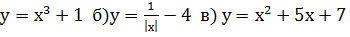 y = x³ + 1 б)y = 1/|x| − 4 в) y = x² + 5x + 7